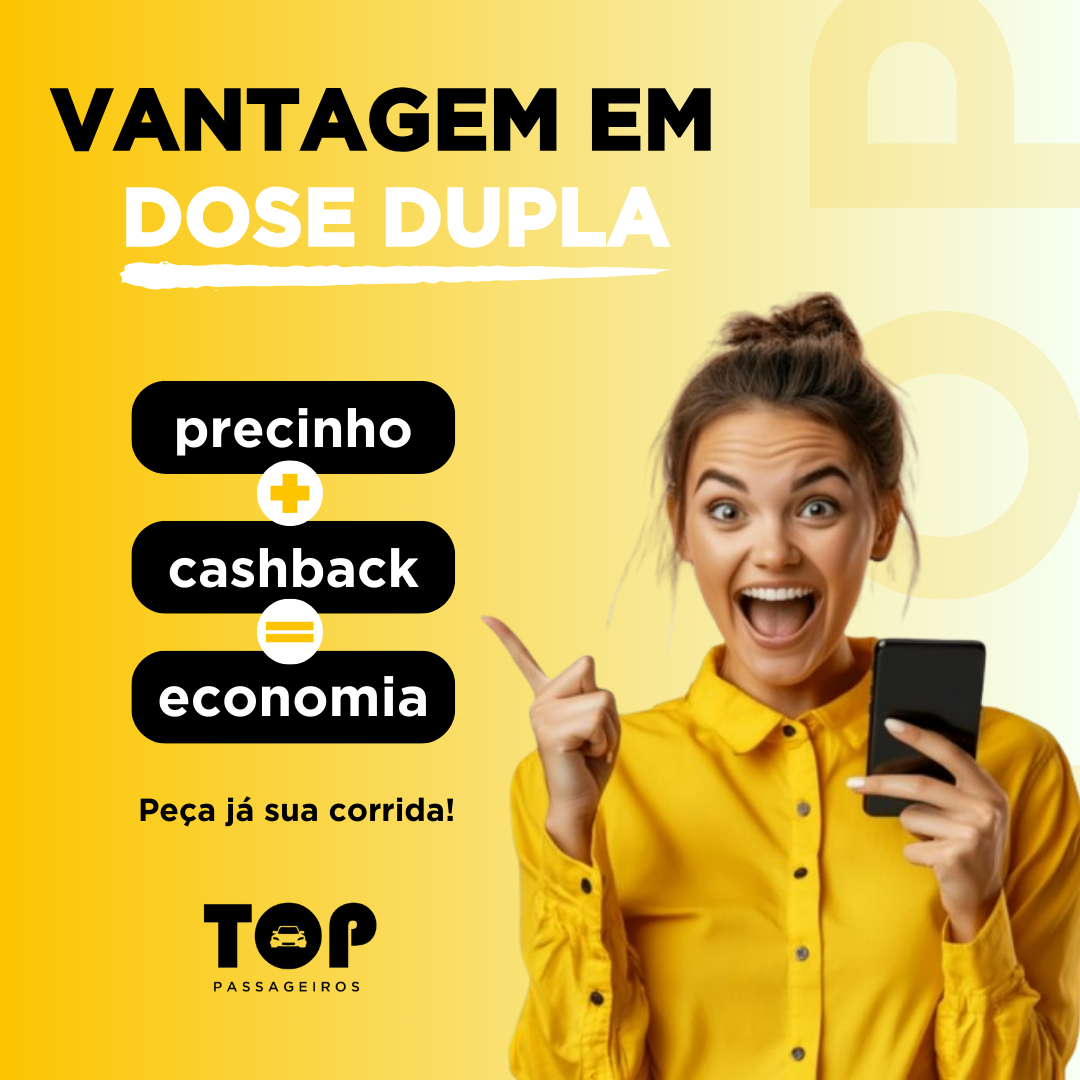 VANTAGEM EM
DOSE DUPLA
precinho
+
cashback
=
economia
Peça já sua corrida!
TOP
PASSAGEIROS